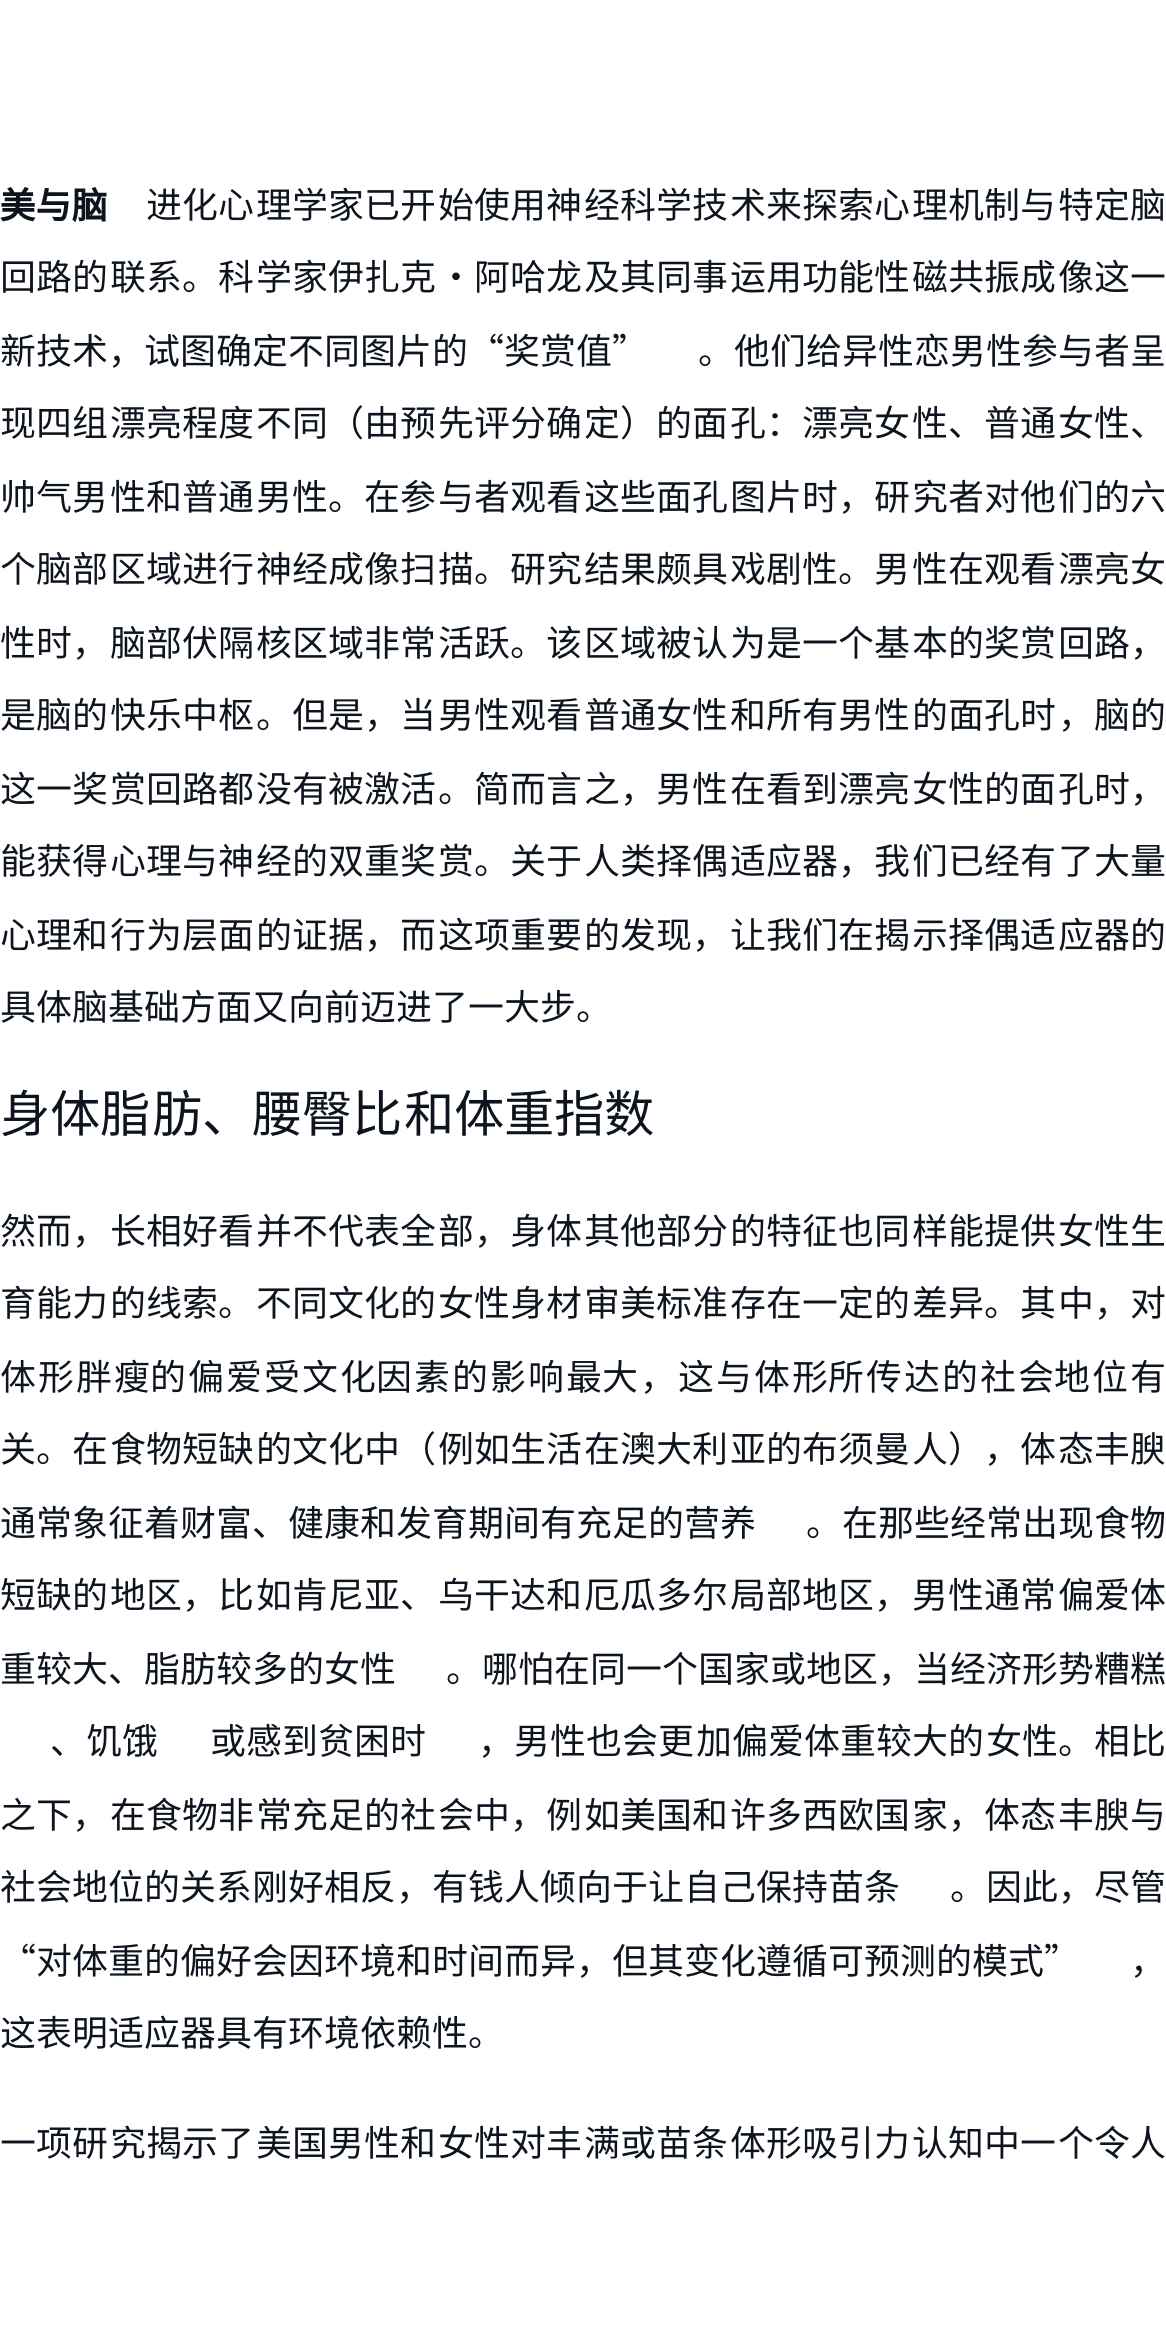 美与脑 进化心理学家已开始使用神经科学技术来探索心理机制与特定脑
回路的联系。科学家伊扎克·阿哈龙及其同事运用功能性磁共振成像这一
新技术，试图确定不同图片的“奖赏值” 。他们给异性恋男性参与者呈
现四组漂亮程度不同（由预先评分确定）的面孔：漂亮女性、普通女性、
帅气男性和普通男性。在参与者观看这些面孔图片时，研究者对他们的六
个脑部区域进行神经成像扫描。研究结果颇具戏剧性。男性在观看漂亮女
性时，脑部伏隔核区域非常活跃。该区域被认为是一个基本的奖赏回路，
是脑的快乐中枢。但是，当男性观看普通女性和所有男性的面孔时，脑的
这一奖赏回路都没有被激活。简而言之，男性在看到漂亮女性的面孔时，
能获得心理与神经的双重奖赏。关于人类择偶适应器，我们已经有了大量
心理和行为层面的证据，而这项重要的发现，让我们在揭示择偶适应器的
具体脑基础方面又向前迈进了一大步。
身体脂肪、腰臀比和体重指数
然而，长相好看并不代表全部，身体其他部分的特征也同样能提供女性生
育能力的线索。不同文化的女性身材审美标准存在一定的差异。其中，对
体形胖瘦的偏爱受文化因素的影响最大，这与体形所传达的社会地位有
关。在食物短缺的文化中（例如生活在澳大利亚的布须曼人），体态丰腴
通常象征着财富、健康和发育期间有充足的营养 。在那些经常出现食物
短缺的地区，比如肯尼亚、乌干达和厄瓜多尔局部地区，男性通常偏爱体
重较大、脂肪较多的女性 。哪怕在同一个国家或地区，当经济形势糟糕
、饥饿 或感到贫困时 ，男性也会更加偏爱体重较大的女性。相比
之下，在食物非常充足的社会中，例如美国和许多西欧国家，体态丰腴与
社会地位的关系刚好相反，有钱人倾向于让自己保持苗条 。因此，尽管
“对体重的偏好会因环境和时间而异，但其变化遵循可预测的模式” ，
这表明适应器具有环境依赖性。
一项研究揭示了美国男性和女性对丰满或苗条体形吸引力认知中一个令人